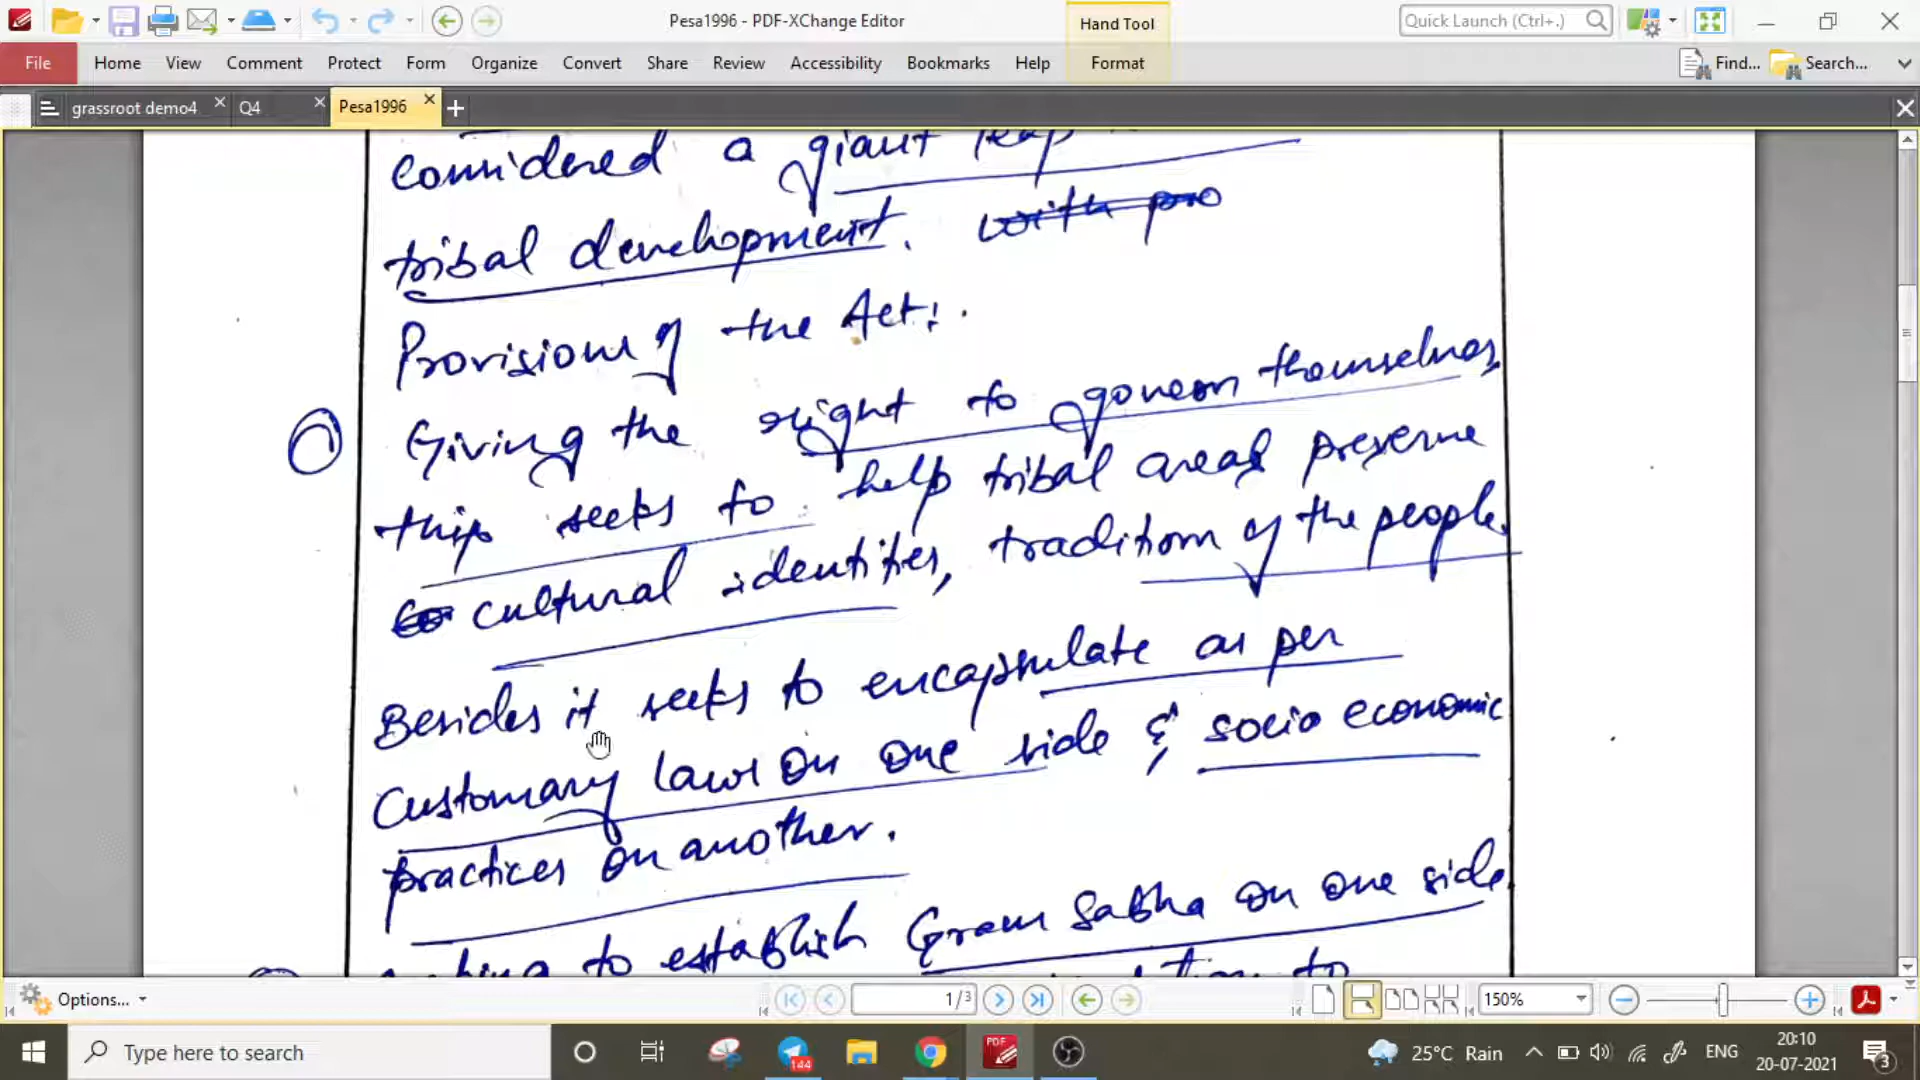 Pesa1996 - PDF-XChange Editor
Hand Tool
Quick Launch (Ctrl+.)
File Home View Comment Protect Form Organize Convert Share Review Accessibility Bookmarks Help Format Find... Search...
grassroot demo4 Q4 Pesa1996
considered a giant leap
tribal development. with pro
Provisions of the Act:.
Giving the right to govern themselves,
this seeks to help tribal areas preserve
cultural identities, tradition of the people.
Besides it seeks to encapsulate as per
Customary laws on one side & socio economic
practices on another.
to establish Gram Sabha on one side
to
Options... 1/3 150%
Type here to search
144
PDF
25°C Rain
ENG
20:10
20-07-2021
3